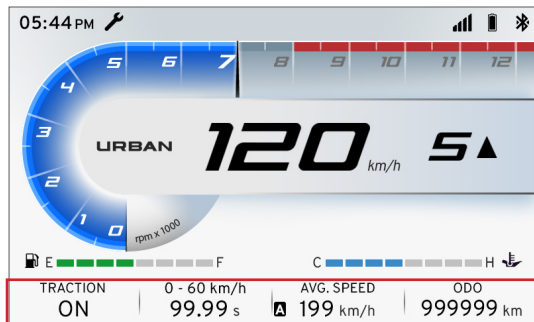 05:44 PM
5 6 7 8 9 10 11 12
4
3
2
1
0
rpm x 1000
URBAN 120 km/h 5
E F C H
TRACTION 0 - 60 km/h AVG. SPEED ODO
ON 99.99 s A 199 km/h 999999 km